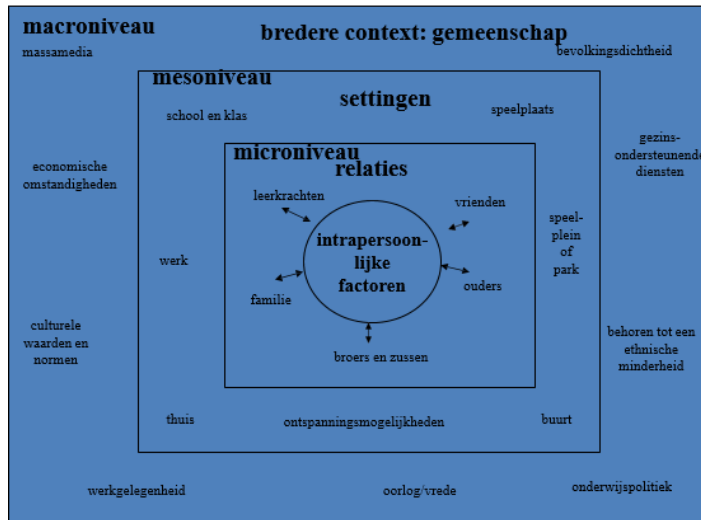 macroniveau
bredere context: gemeenschap
massamedia
bevolkingsdichtheid
mesoniveau
settingen
speelplaats
school en klas
gezins-
ondersteunende
diensten
microniveau
relaties
economische
omstandigheden
leerkrachten
vrienden
intrapersoon-
lijke
factoren
speel-
plein
of
park
werk
familie
ouders
culturele
waarden en
normen
behoren tot een
ethnische
minderheid
broers en zussen
thuis
ontspanningsmogelijkheden
buurt
werkgelegenheid
oorlog/vrede
onderwijspolitiek